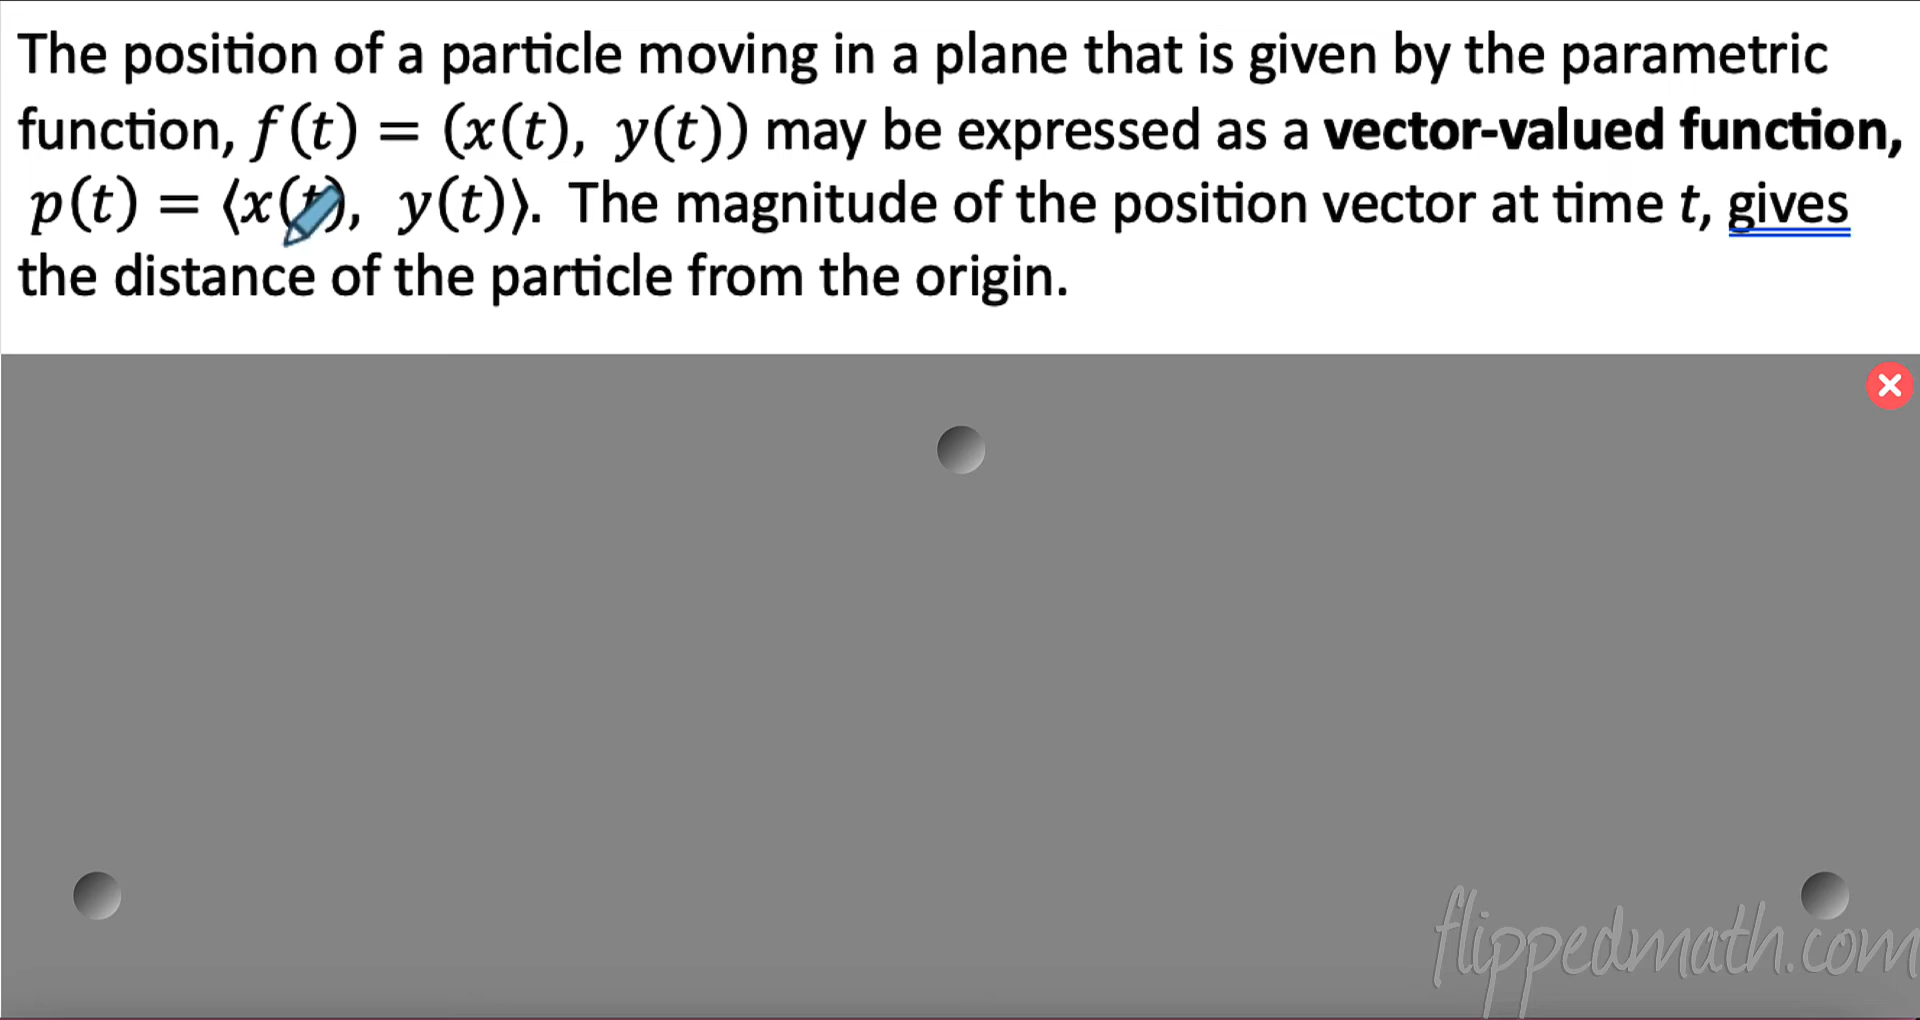 The position of a particle moving in a plane that is given by the parametric
function, f(t) = (x(t), y(t)) may be expressed as a vector-valued function,
p(t) = ⟨x(t), y(t)⟩. The magnitude of the position vector at time t, gives
the distance of the particle from the origin.
flippedmath.com